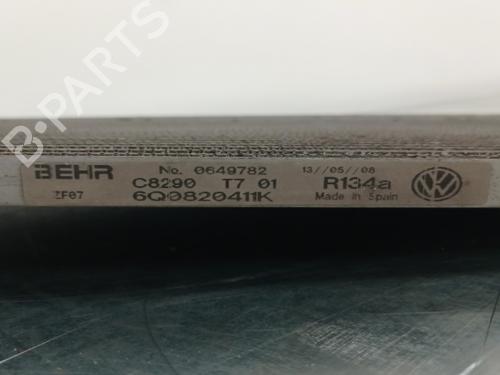 B-PARTS
BEHR No. 0649782 13//05//08
C8290 T7 01 R134a
ZF07 6Q0820411K Made in Spain